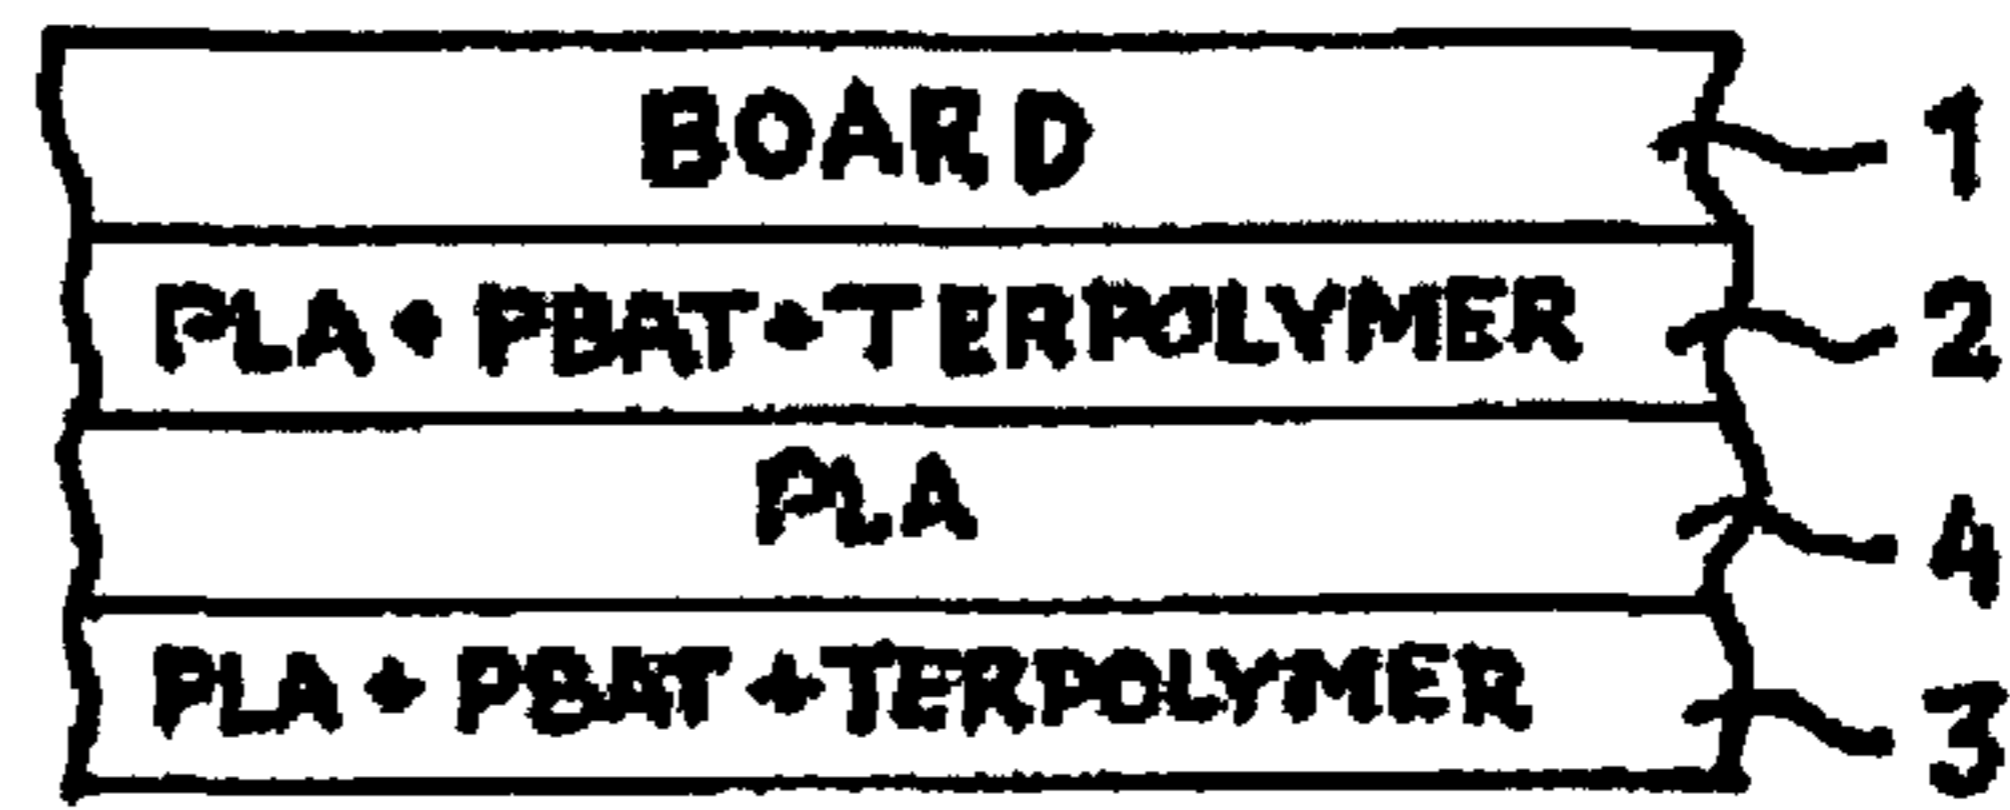 BOARD 1
PLA + PBAT + TERPOLYMER 2
PLA 4
PLA + PBAT + TERPOLYMER 3